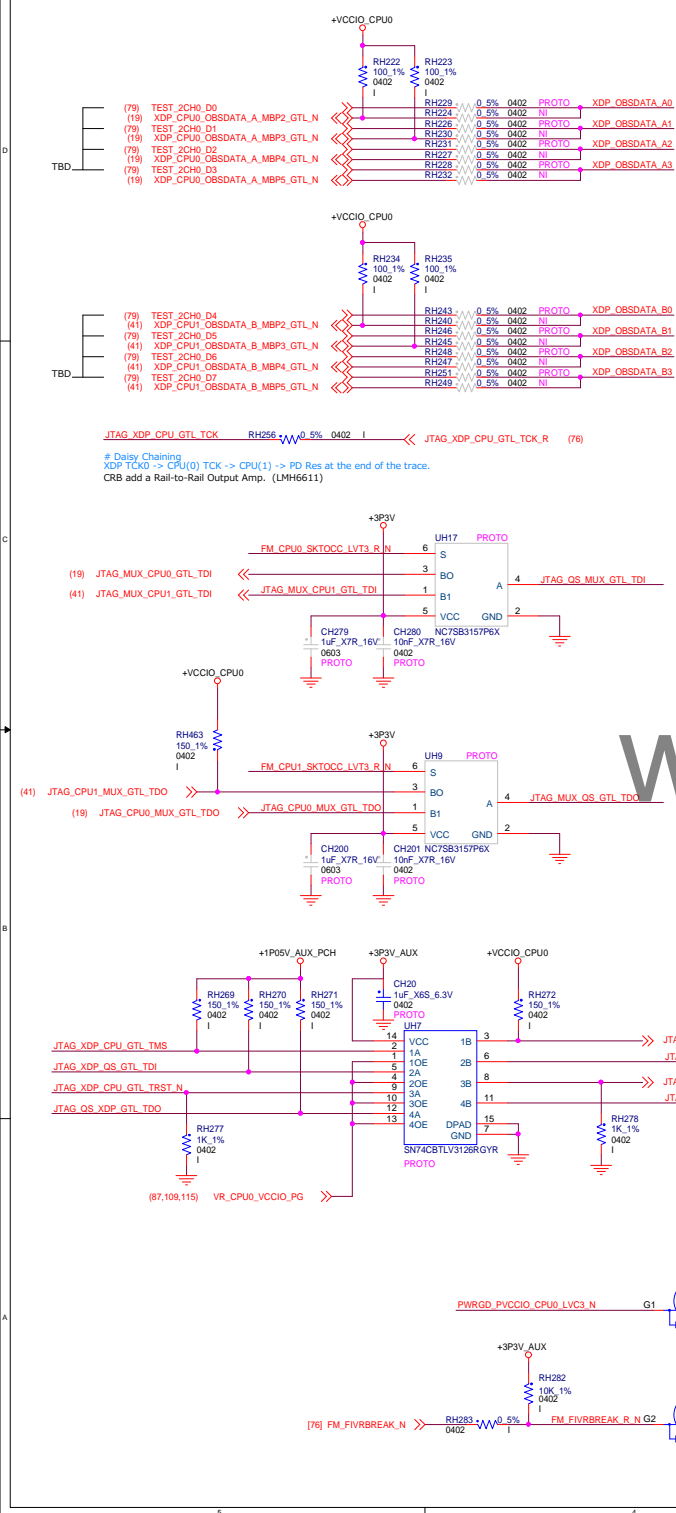 +VCCIO_CPU0
RH222
100_1%
0402
I
RH223
100_1%
0402
I
(79) TEST_2CH0_D0
(19) XDP_CPU0_OBSDATA_A_MBP2_GTL_N
(79) TEST_2CH0_D1
(19) XDP_CPU0_OBSDATA_A_MBP3_GTL_N
(79) TEST_2CH0_D2
(19) XDP_CPU0_OBSDATA_A_MBP4_GTL_N
(79) TEST_2CH0_D3
(19) XDP_CPU0_OBSDATA_A_MBP5_GTL_N
TBD
RH229 0_5% 0402 PROTO XDP_OBSDATA_A0
RH224 0_5% 0402 NI
RH226 0_5% 0402 PROTO XDP_OBSDATA_A1
RH230 0_5% 0402 NI
RH231 0_5% 0402 PROTO XDP_OBSDATA_A2
RH227 0_5% 0402 NI
RH228 0_5% 0402 PROTO XDP_OBSDATA_A3
RH232 0_5% 0402 NI
D
+VCCIO_CPU0
RH234
100_1%
0402
I
RH235
100_1%
0402
I
(79) TEST_2CH0_D4
(41) XDP_CPU1_OBSDATA_B_MBP2_GTL_N
(79) TEST_2CH0_D5
(41) XDP_CPU1_OBSDATA_B_MBP3_GTL_N
(79) TEST_2CH0_D6
(41) XDP_CPU1_OBSDATA_B_MBP4_GTL_N
(79) TEST_2CH0_D7
(41) XDP_CPU1_OBSDATA_B_MBP5_GTL_N
TBD
RH243 0_5% 0402 PROTO XDP_OBSDATA_B0
RH240 0_5% 0402 NI
RH246 0_5% 0402 PROTO XDP_OBSDATA_B1
RH245 0_5% 0402 NI
RH248 0_5% 0402 PROTO XDP_OBSDATA_B2
RH247 0_5% 0402 NI
RH251 0_5% 0402 PROTO XDP_OBSDATA_B3
RH249 0_5% 0402 NI
JTAG_XDP_CPU_GTL_TCK RH256 0_5% 0402 I JTAG_XDP_CPU_GTL_TCK_R (76)
# Daisy Chaining
XDP TCK0 -> CPU(0) TCK -> CPU(1) -> PD Res at the end of the trace.
CRB add a Rail-to-Rail Output Amp. (LMH6611)
C
+3P3V
UH17 PROTO
FM_CPU0_SKTOCC_LVT3_R_N 6 S
(19) JTAG_MUX_CPU0_GTL_TDI 3 BO
A 4 JTAG_QS_MUX_GTL_TDI
(41) JTAG_MUX_CPU1_GTL_TDI JTAG_MUX_CPU1_GTL_TDI 1 B1
5 VCC GND 2
NC7SB3157P6X
CH279
1uF_X7R_16V
0603
PROTO
CH280
10nF_X7R_16V
0402
PROTO
+VCCIO_CPU0
RH463
150_1%
0402
I
+3P3V
UH9 PROTO
FM_CPU1_SKTOCC_LVT3_R_N 6 S
(41) JTAG_CPU1_MUX_GTL_TDO 3 BO
A 4 JTAG_MUX_QS_GTL_TDO
W
(19) JTAG_CPU0_MUX_GTL_TDO JTAG_CPU0_MUX_GTL_TDO 1 B1
5 VCC GND 2
NC7SB3157P6X
CH200
1uF_X7R_16V
0603
PROTO
CH201
10nF_X7R_16V
0402
PROTO
B
+1P05V_AUX_PCH
+3P3V_AUX
+VCCIO_CPU0
RH269
150_1%
0402
I
RH270
150_1%
0402
I
RH271
150_1%
0402
I
CH20
1uF_X6S_6.3V
0402
PROTO
RH272
150_1%
0402
I
UH7
14 VCC 1B 3
JTAG_XDP_CPU_GTL_TMS 2 1A
1 1OE 2B 6
JTAG_XDP_QS_GTL_TDI 5 2A
4 2OE 3B 8
JTAG_XDP_CPU_GTL_TRST_N 9 3A
10 3OE 4B 11
JTAG_QS_XDP_GTL_TDO 12 4A
13 4OE DPAD 15
GND 7
SN74CBTLV3126RGYR
PROTO
JTA
JTA
JTA
JTA
RH277
1K_1%
0402
I
RH278
1K_1%
0402
I
(87,109,115) VR_CPU0_VCCIO_PG
A
PWRGD_PVCCIO_CPU0_LVC3_N G1
+3P3V_AUX
RH282
10K_1%
0402
I
[76] FM_FIVRBREAK_N RH283 0_5% FM_FIVRBREAK_R_N G2
0402 I
5 4